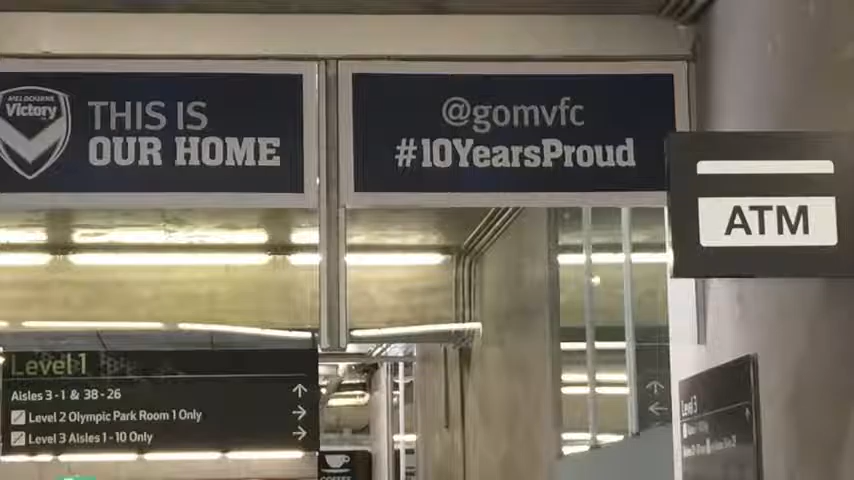 MELBOURNE
Victory
THIS IS
OUR HOME
@gomvfc
#10YearsProud
ATM
Level 1
Aisles 3-1 & 38-26
Level 2 Olympic Park Room 1 Only
Level 3 Aisles 1-10 Only
COFFEE
Level 3